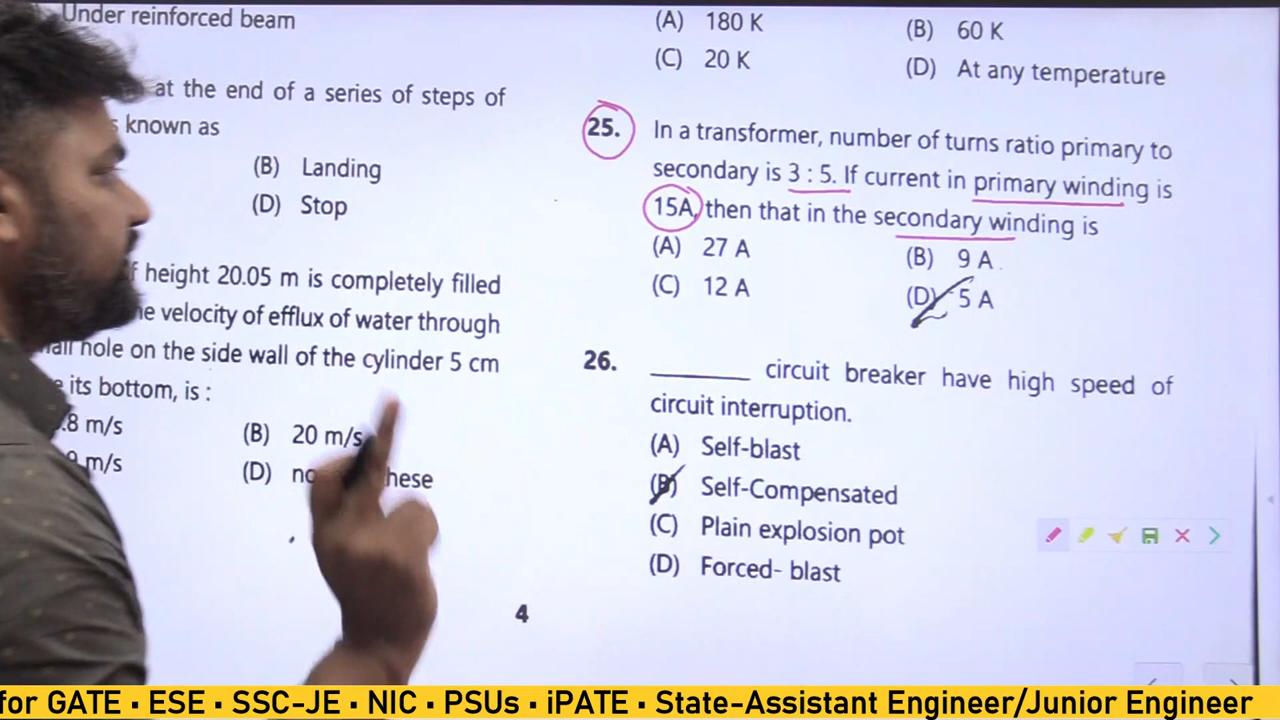 Under reinforced beam
at the end of a series of steps of
known as
(B) Landing
(D) Stop
height 20.05 m is completely filled
velocity of efflux of water through
hole on the side wall of the cylinder 5 cm
its bottom, is :
.8 m/s
(B) 20 m/s
m/s
(D)
4
(A) 180 K
(B) 60 K
(C) 20 K
(D) At any temperature
25. In a transformer, number of turns ratio primary to
secondary is 3 : 5. If current in primary winding is
15A, then that in the secondary winding is
(A) 27 A
(B) 9 A
(C) 12 A
(D) 5 A
26. ________ circuit breaker have high speed of
circuit interruption.
(A) Self-blast
(B) Self-Compensated
(C) Plain explosion pot
(D) Forced- blast
for GATE ▪ ESE ▪ SSC-JE ▪ NIC ▪ PSUs ▪ iPATE ▪ State-Assistant Engineer/Junior Engineer